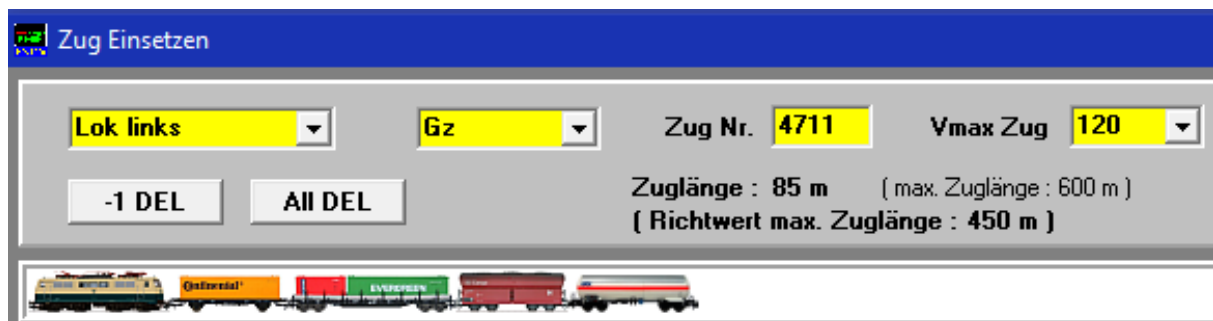 Zug Einsetzen
Lok links Gz Zug Nr. 4711 Vmax Zug 120
-1 DEL All DEL Zuglänge : 85 m ( max. Zuglänge : 600 m )
( Richtwert max. Zuglänge : 450 m )
Continental EVERGREEN